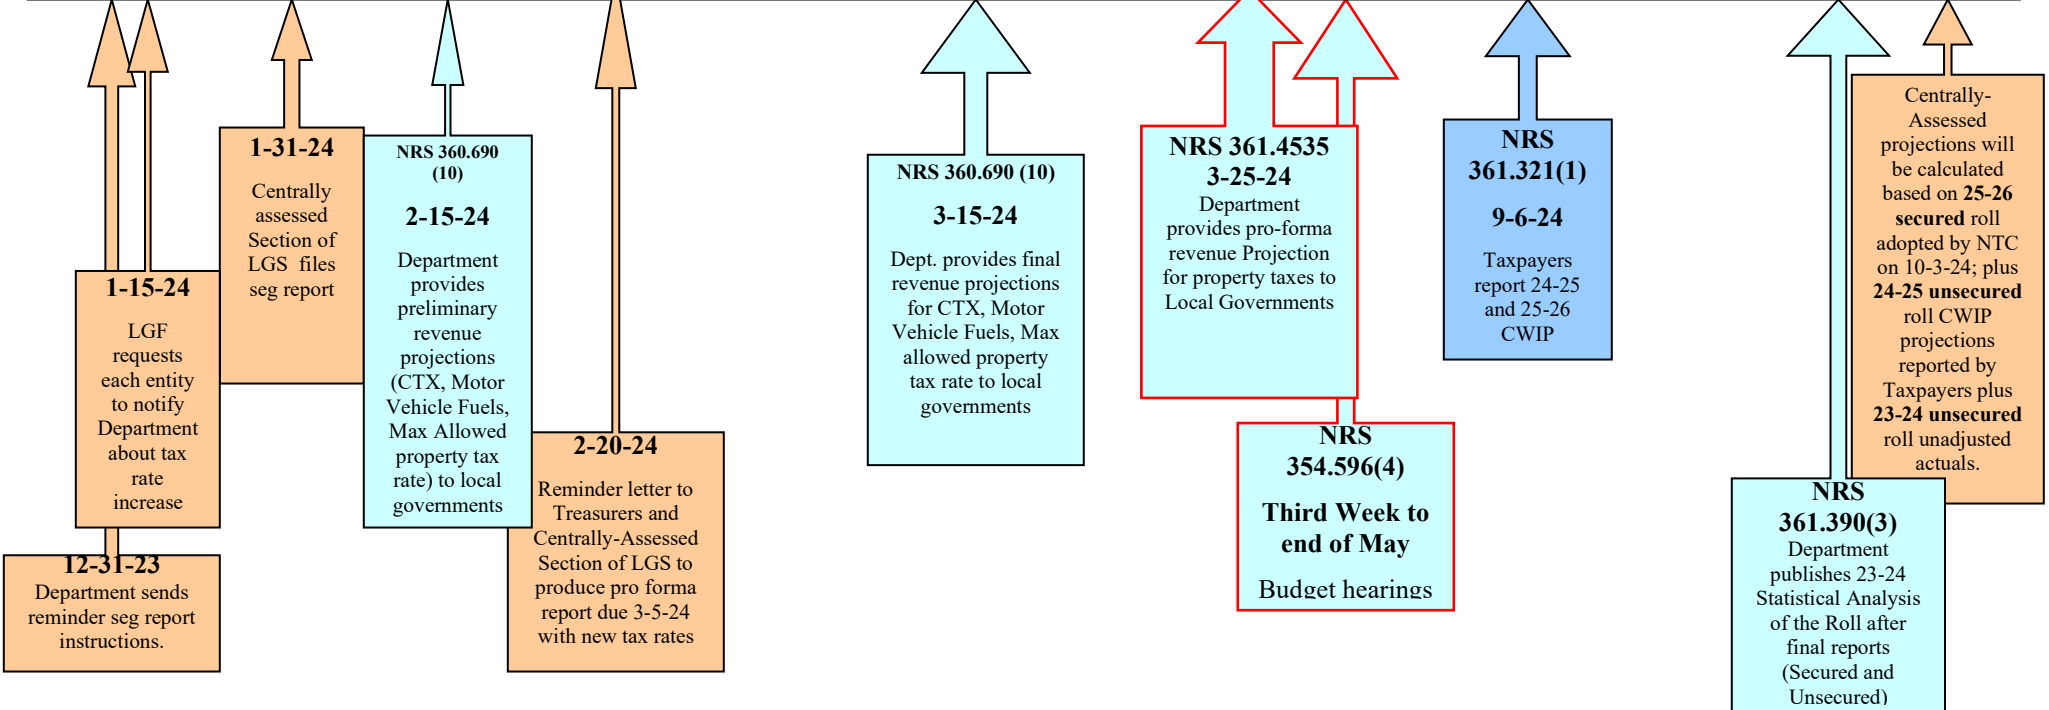 12-31-23
Department sends
reminder seg report
instructions.
1-15-24
LGF
requests
each entity
to notify
Department
about tax
rate
increase
1-31-24
Centrally
assessed
Section of
LGS files
seg report
NRS 360.690
(10)
2-15-24
Department
provides
preliminary
revenue
projections
(CTX, Motor
Vehicle Fuels,
Max Allowed
property tax
rate) to local
governments
2-20-24
Reminder letter to
Treasurers and
Centrally-Assessed
Section of LGS to
produce pro forma
report due 3-5-24
with new tax rates
NRS 360.690 (10)
3-15-24
Dept. provides final
revenue projections
for CTX, Motor
Vehicle Fuels, Max
allowed property
tax rate to local
governments
NRS 361.4535
3-25-24
Department
provides pro-forma
revenue Projection
for property taxes to
Local Governments
NRS
354.596(4)
Third Week to
end of May
Budget hearings
NRS
361.321(1)
9-6-24
Taxpayers
report 24-25
and 25-26
CWIP
NRS
361.390(3)
Department
publishes 23-24
Statistical Analysis
of the Roll after
final reports
(Secured and
Unsecured)
Centrally-
Assessed
projections will
be calculated
based on 25-26
secured roll
adopted by NTC
on 10-3-24; plus
24-25 unsecured
roll CWIP
projections
reported by
Taxpayers plus
23-24 unsecured
roll unadjusted
actuals.